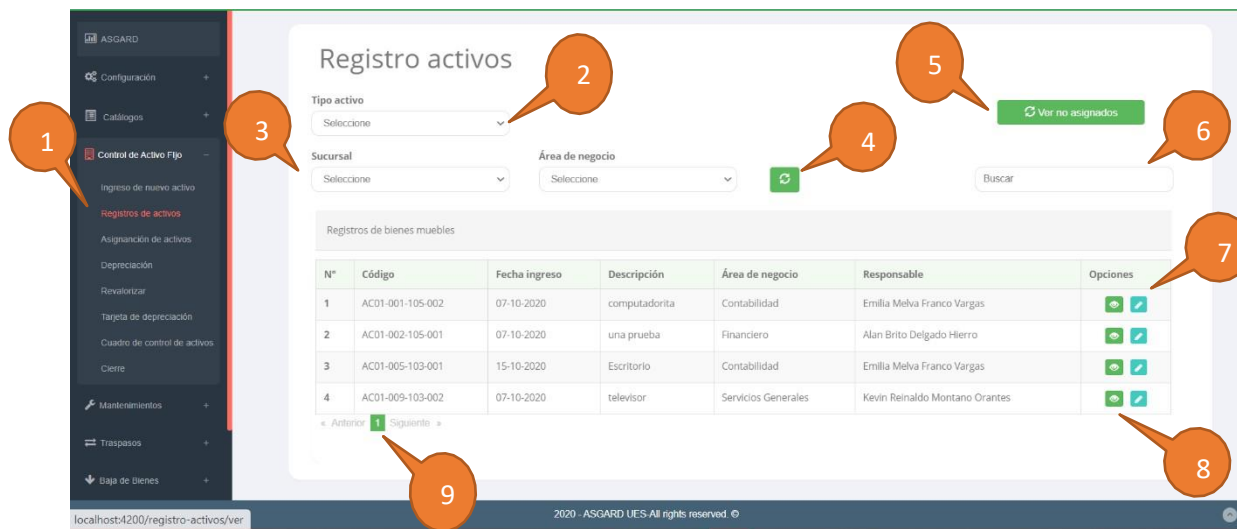 ASGARD
Configuración +
Catálogos +
Control de Activo FIjo −
Ingreso de nuevo activo
Registros de activos
Asignanción de activos
Depreciación
Revalorizar
Tarjeta de depreciación
Cuadro de control de activos
Cierre
Mantenimientos +
Traspasos +
Baja de Bienes +
localhost:4200/registro-activos/ver
1
Registro activos
2
5
Tipo activo
Seleccione
Ver no asignados
3
4
6
Sucursal Área de negocio
Seleccione Seleccione Buscar
Registros de bienes muebles
7
N° Código Fecha ingreso Descripción Área de negocio Responsable Opciones
1 AC01-001-105-002 07-10-2020 computadorita Contabilidad Emilia Melva Franco Vargas
2 AC01-002-105-001 07-10-2020 una prueba Financiero Alan Brito Delgado Hierro
3 AC01-005-103-001 15-10-2020 Escritorio Contabilidad Emilia Melva Franco Vargas
4 AC01-009-103-002 07-10-2020 televisor Servicios Generales Kevin Reinaldo Montano Orantes
« Anterior 1 Siguiente »
8
9
2020 - ASGARD UES-All rights reserved. ©